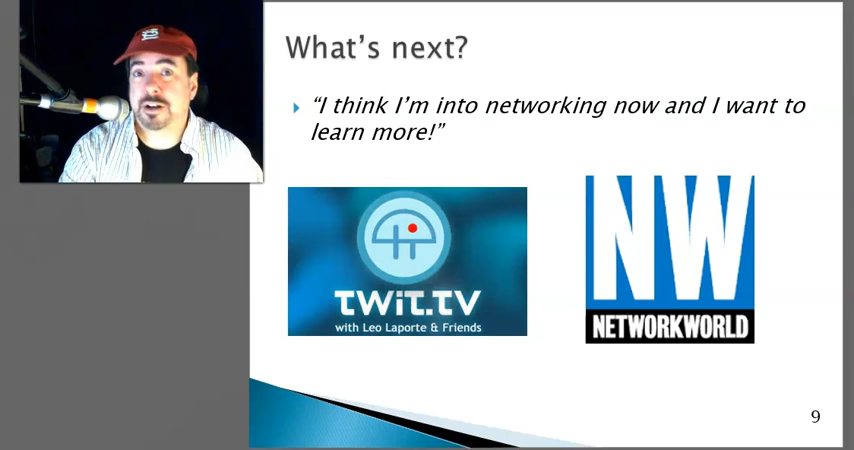 What’s next?
“I think I’m into networking now and I want to
learn more!”
TWiT.TV
with Leo Laporte & Friends
NW
NETWORKWORLD
9